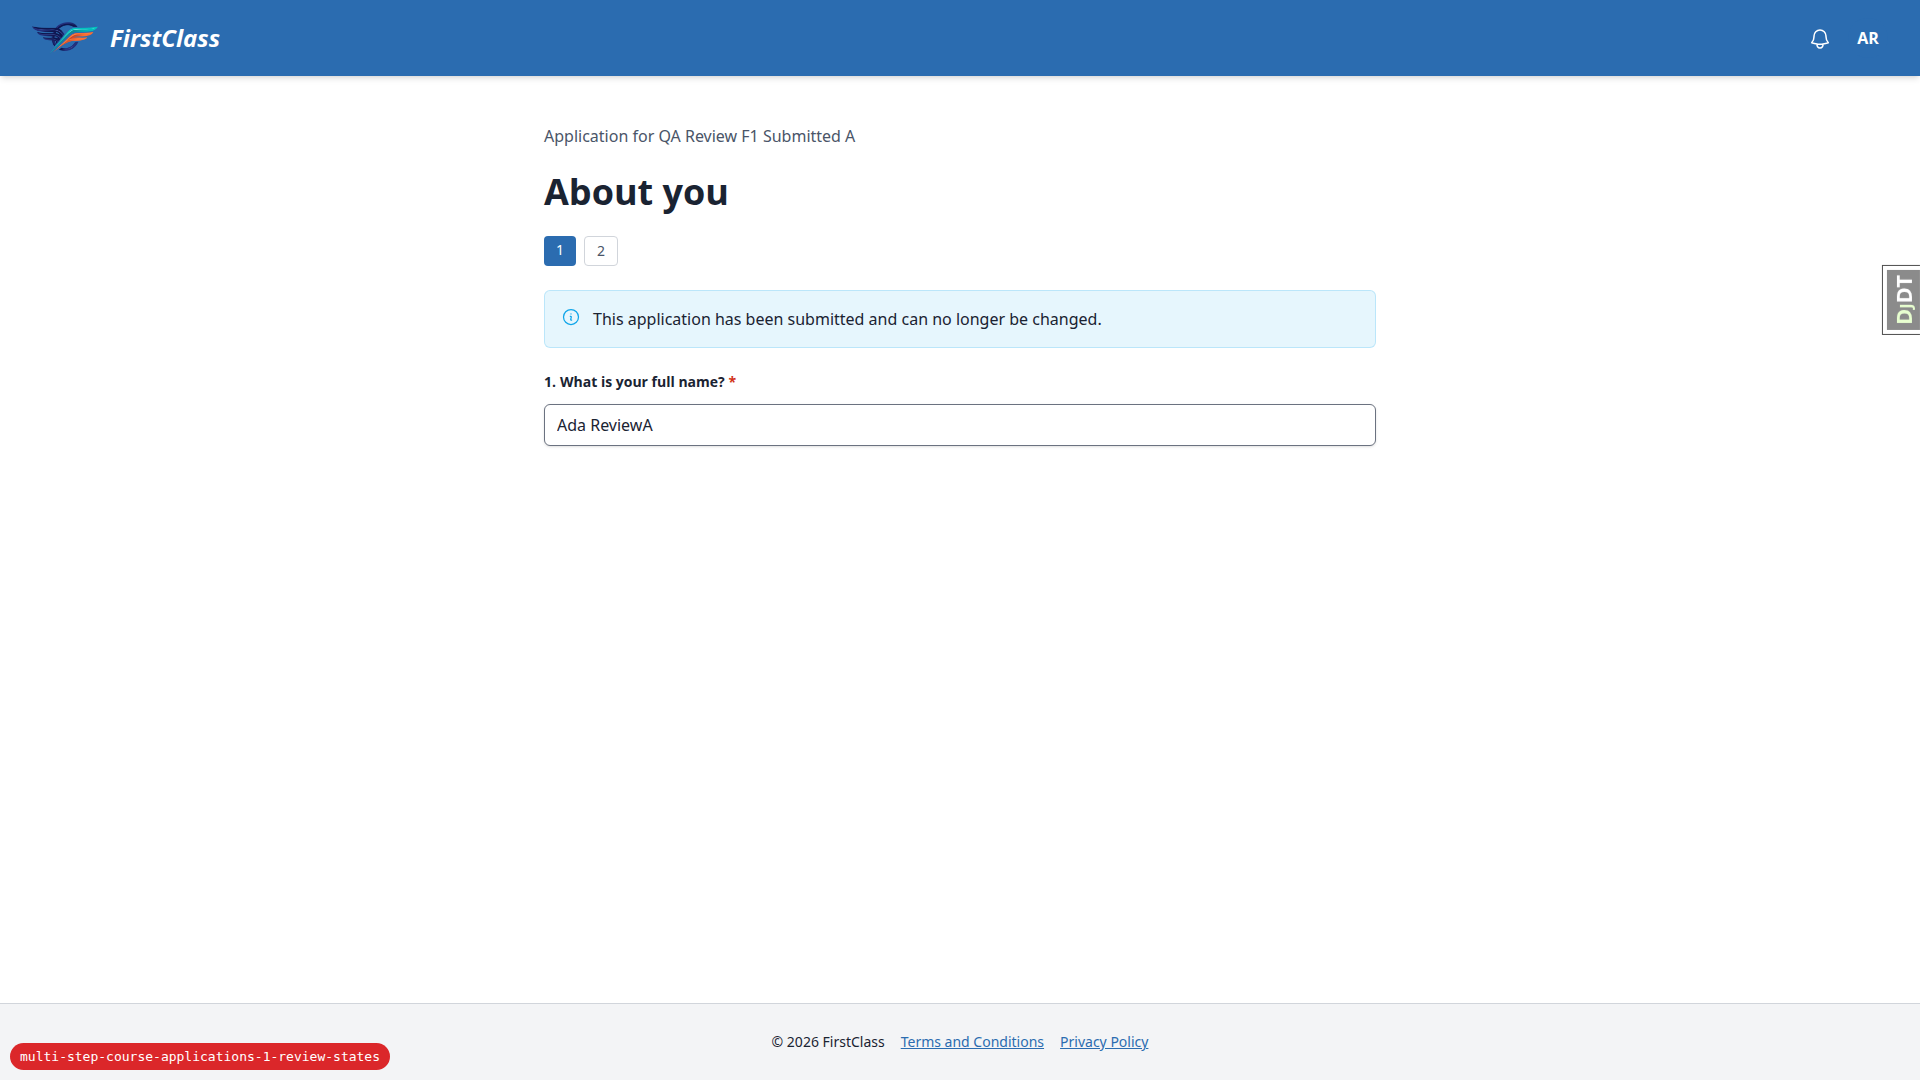 FirstClass
AR
Application for QA Review F1 Submitted A
About you
1 2
This application has been submitted and can no longer be changed.
1. What is your full name? *
Ada ReviewA
DJDT
© 2026 FirstClass Terms and Conditions Privacy Policy
multi-step-course-applications-1-review-states